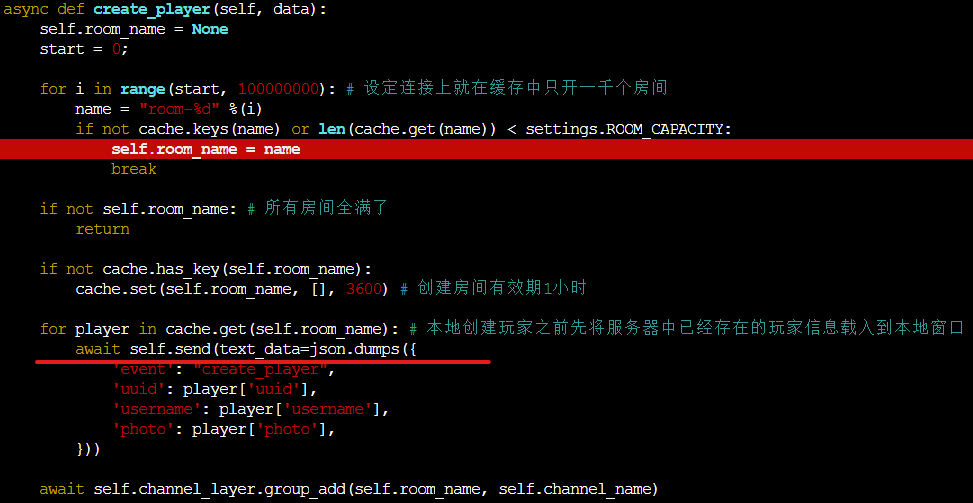 async def create_player(self, data):
    self.room_name = None
    start = 0;

    for i in range(start, 100000000): # 设定连接上就在缓存中只开一千个房间
        name = "room-%d" %(i)
        if not cache.keys(name) or len(cache.get(name)) < settings.ROOM_CAPACITY:
            self.room_name = name
            break

    if not self.room_name: # 所有房间全满了
        return

    if not cache.has_key(self.room_name):
        cache.set(self.room_name, [], 3600) # 创建房间有效期1小时

    for player in cache.get(self.room_name): # 本地创建玩家之前先将服务器中已经存在的玩家信息载入到本地窗口
        await self.send(text_data=json.dumps({
            'event': "create_player",
            'uuid': player['uuid'],
            'username': player['username'],
            'photo': player['photo'],
        }))

    await self.channel_layer.group_add(self.room_name, self.channel_name)